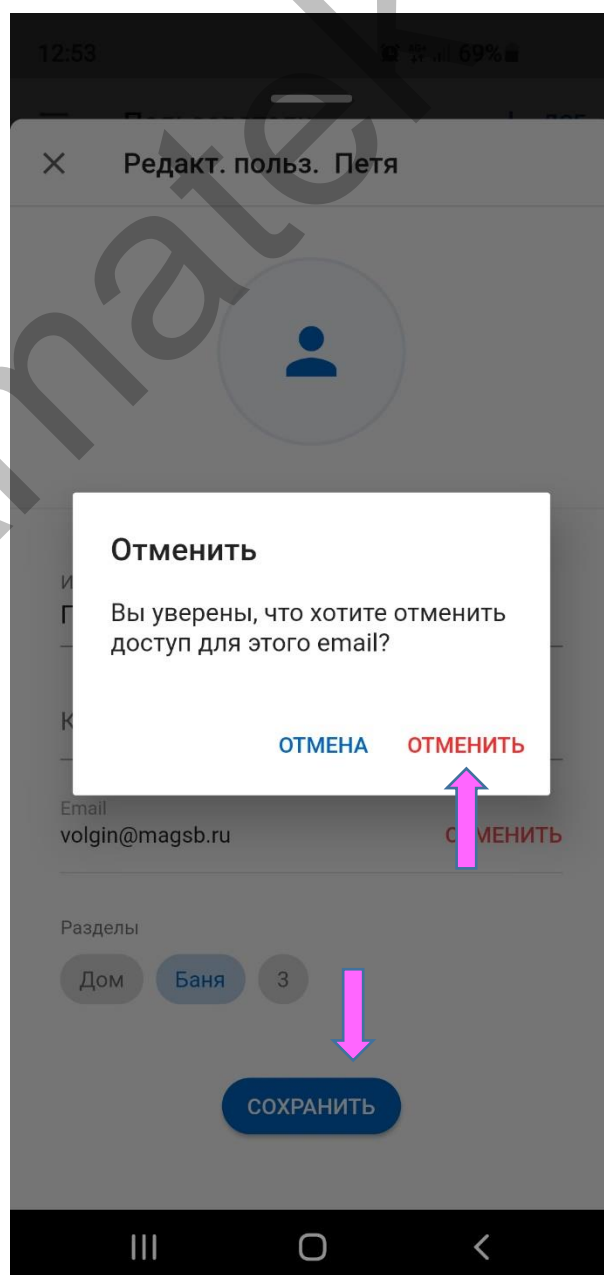 12:53
69%
Редакт. польз. Петя
Отменить
Вы уверены, что хотите отменить
доступ для этого email?
ОТМЕНА ОТМЕНИТЬ
Email
volgin@magsb.ru
Разделы
Дом Баня 3
СОХРАНИТЬ